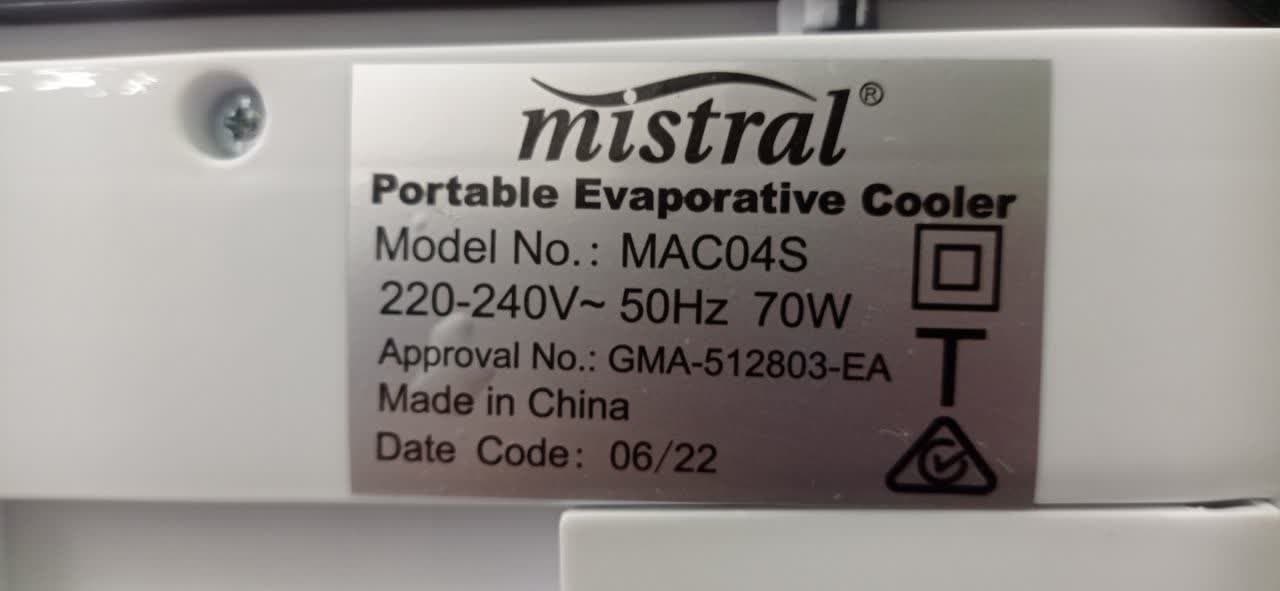 mistral®
Portable Evaporative Cooler
Model No.: MAC04S
220-240V~ 50Hz 70W
Approval No.: GMA-512803-EA
Made in China
Date Code: 06/22
T